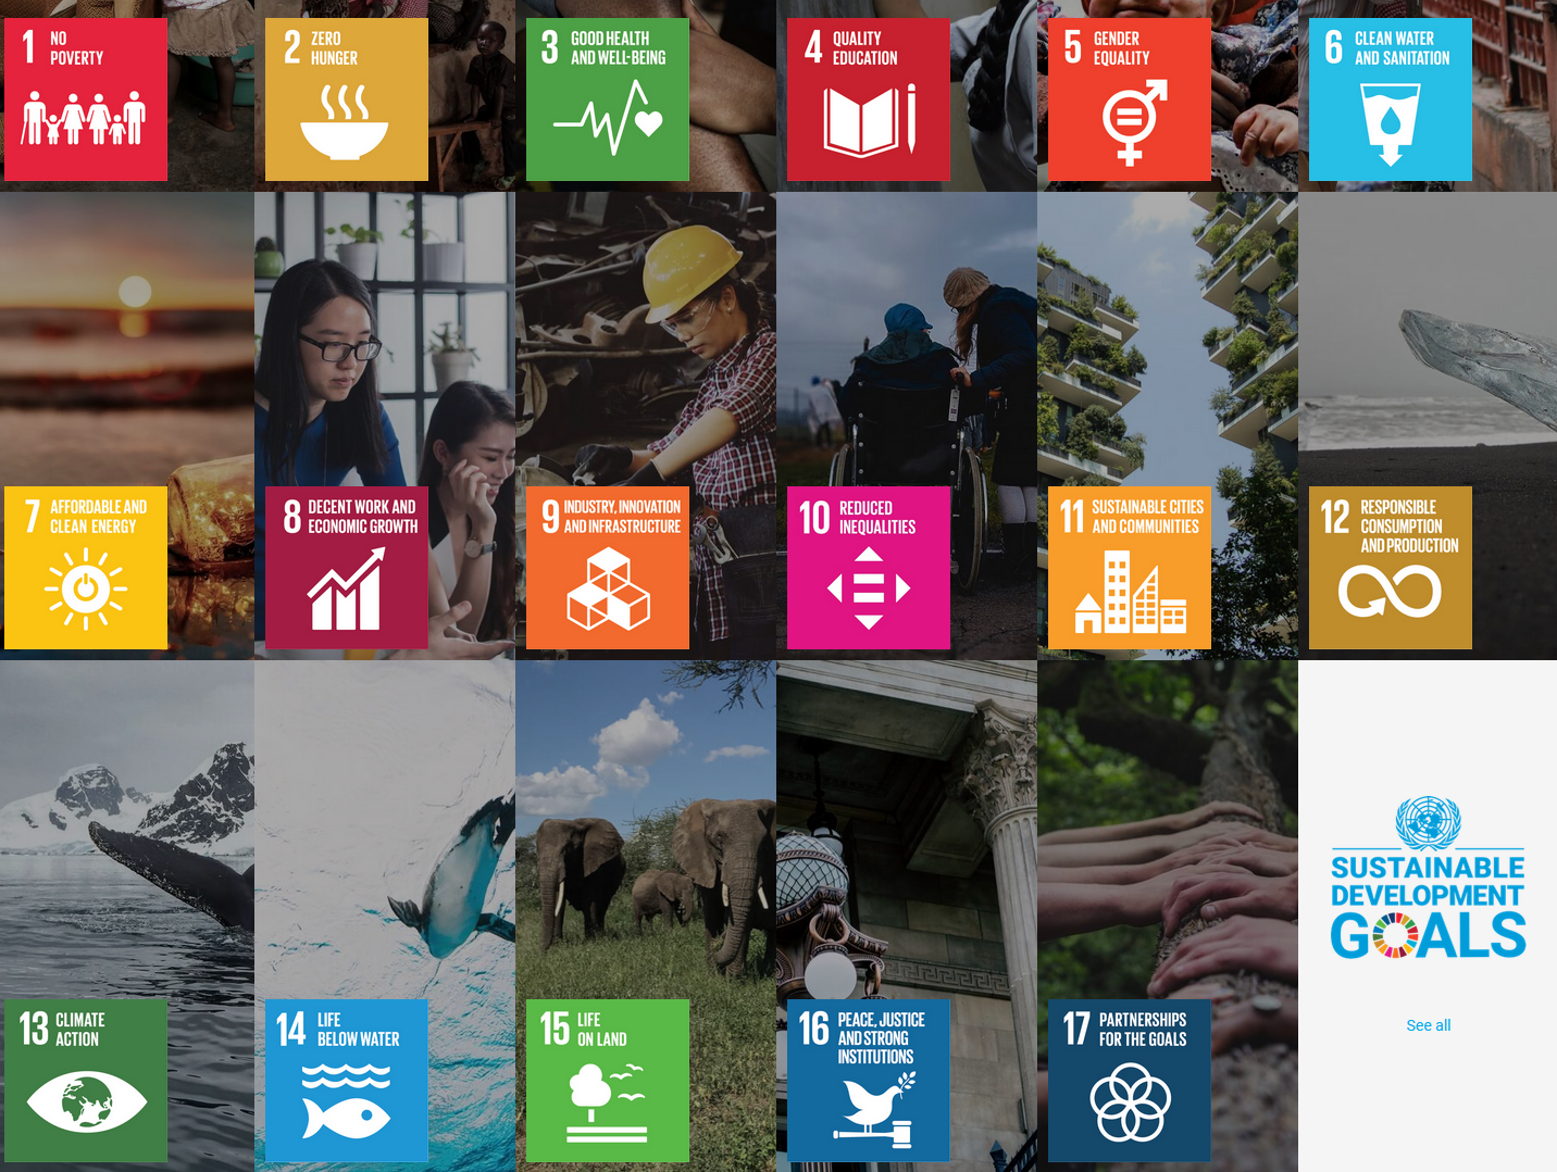 1 NO
POVERTY
2 ZERO
HUNGER
3 GOOD HEALTH
AND WELL-BEING
4 QUALITY
EDUCATION
5 GENDER
EQUALITY
6 CLEAN WATER
AND SANITATION
7 AFFORDABLE AND
CLEAN ENERGY
8 DECENT WORK AND
ECONOMIC GROWTH
9 INDUSTRY, INNOVATION
AND INFRASTRUCTURE
10 REDUCED
INEQUALITIES
11 SUSTAINABLE CITIES
AND COMMUNITIES
12 RESPONSIBLE
CONSUMPTION
AND PRODUCTION
13 CLIMATE
ACTION
14 LIFE
BELOW WATER
15 LIFE
ON LAND
16 PEACE, JUSTICE
AND STRONG
INSTITUTIONS
17 PARTNERSHIPS
FOR THE GOALS
SUSTAINABLE
DEVELOPMENT
GOALS
See all